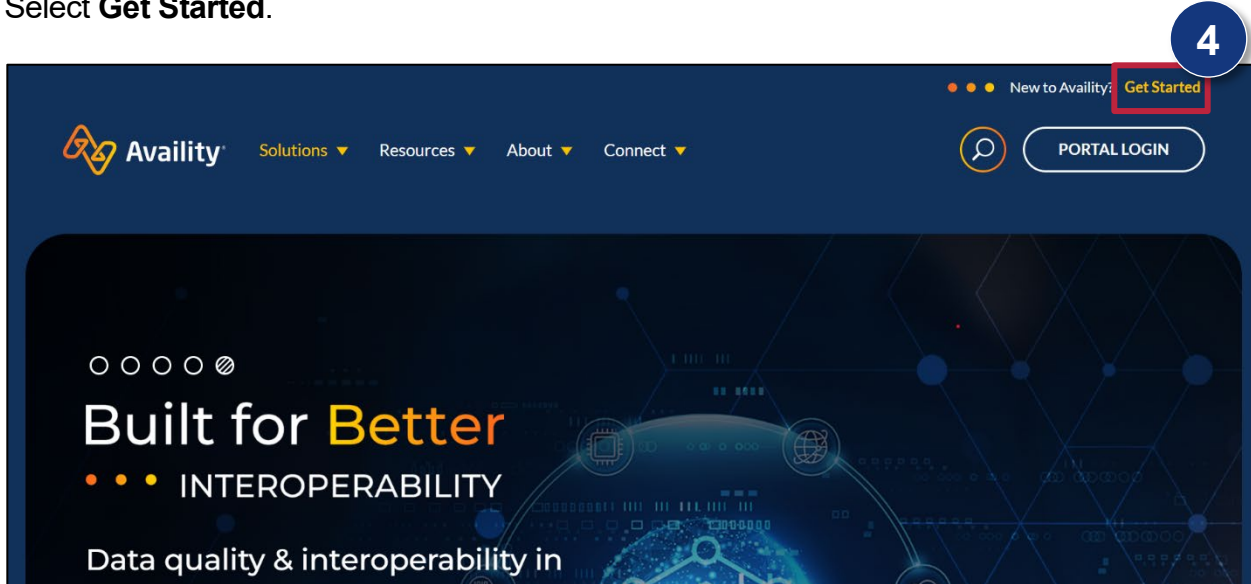 Select Get Started.
4
New to Availity? Get Started
Availity
Solutions Resources About Connect
PORTAL LOGIN
Built for Better
INTEROPERABILITY
Data quality & interoperability in